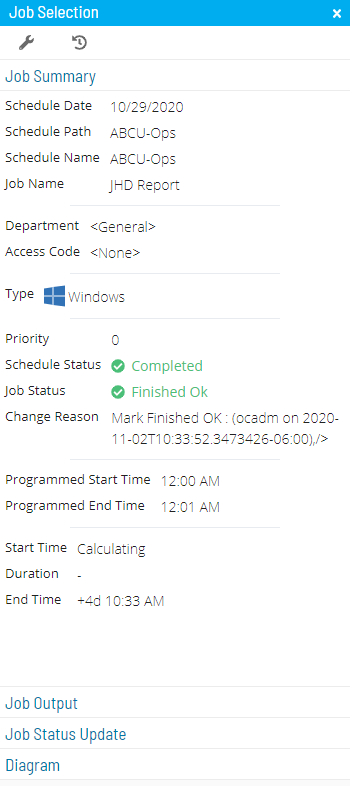 Job Selection ×
Job Summary
Schedule Date 10/29/2020
Schedule Path ABCU-Ops
Schedule Name ABCU-Ops
Job Name JHD Report
Department <General>
Access Code <None>
Type Windows
Priority 0
Schedule Status Completed
Job Status Finished Ok
Change Reason Mark Finished OK : (ocadm on 2020-
11-02T10:33:52.3473426-06:00),/>
Programmed Start Time 12:00 AM
Programmed End Time 12:01 AM
Start Time Calculating
Duration -
End Time +4d 10:33 AM
Job Output
Job Status Update
Diagram